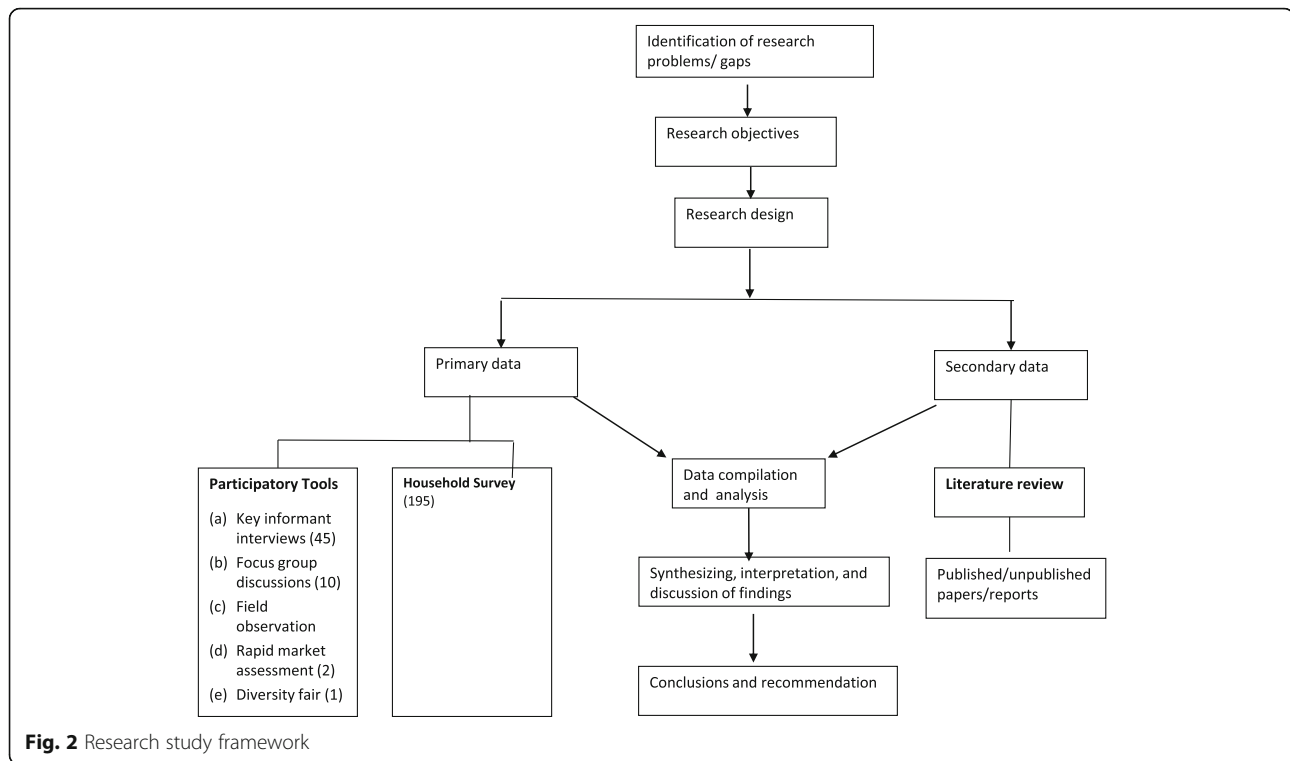 Identification of research
problems/ gaps
Research objectives
Research design
Primary data
Secondary data
Participatory Tools
(a) Key informant
interviews (45)
(b) Focus group
discussions (10)
(c) Field
observation
(d) Rapid market
assessment (2)
(e) Diversity fair (1)
Household Survey
(195)
Data compilation
and analysis
Literature review
Synthesizing, interpretation, and
discussion of findings
Published/unpublished
papers/reports
Conclusions and recommendation
Fig. 2 Research study framework